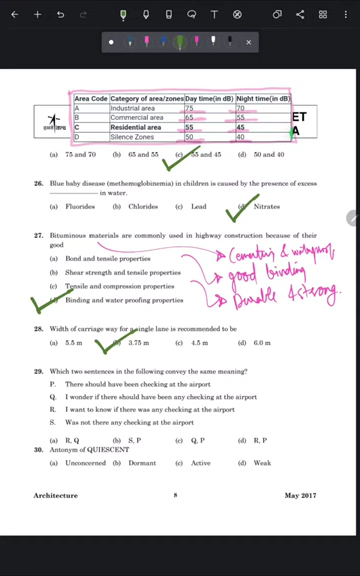 Area Code Category of area/zones Day time(in dB) Night time(in dB)
A Industrial area 75 70
B Commercial area 65 55
C Residential area 55 45
D Silence Zones 50 40
ET
A
(a) 75 and 70 (b) 65 and 55 (c) 55 and 45 (d) 50 and 40
26. Blue baby disease (methemoglobinema) in children is caused by the presence of excess
in water.
(a) Fluorides (b) Chlorides (c) Lead (d) Nitrates
27. Bituminous materials are commonly used in highway construction because of their
good
(a) Bond and tensile properties
(b) Shear strength and tensile properties
(c) Tensile and compression properties
Binding and water proofing properties
Cementing & waterproof
good binding
Durable & strong.
28. Width of carriage way for a single lane is recommended to be
(a) 5.5 m 3.75 m (c) 4.5 m (d) 6.0 m
29. Which two sentences in the following convey the same meaning?
P. There should have been checking at the airport
Q. I wonder if there should have been any checking at the airport
R. I want to know if there was any checking at the airport
S. Was not there any checking at the airport
(a) R, Q (b) S, P (c) Q, P (d) R, P
30. Antonym of QUIESCENT
(a) Unconcerned (b) Dormant (c) Active (d) Weak
Architecture 8 May 2017